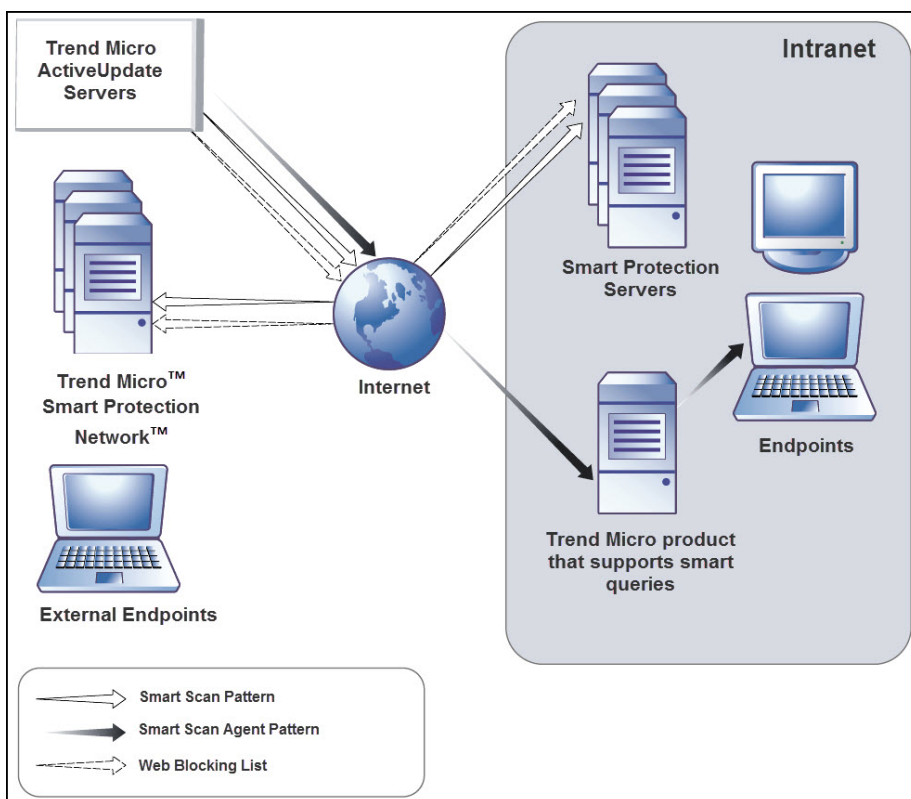 Trend Micro
ActiveUpdate
Servers
Intranet
Smart Protection
Servers
Internet
Trend Micro™
Smart Protection
Network™
Endpoints
Trend Micro product
that supports smart
queries
External Endpoints
Smart Scan Pattern
Smart Scan Agent Pattern
Web Blocking List